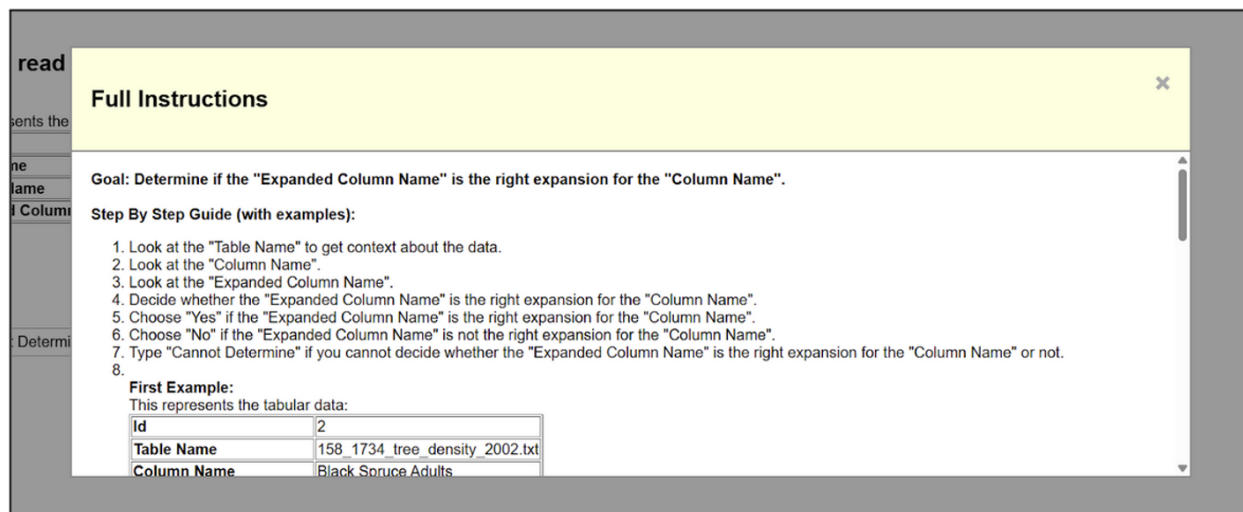 read
Full Instructions
×
sents the
me
lame
d Colum
: Determi
Goal: Determine if the "Expanded Column Name" is the right expansion for the "Column Name".
Step By Step Guide (with examples):
1. Look at the "Table Name" to get context about the data.
2. Look at the "Column Name".
3. Look at the "Expanded Column Name".
4. Decide whether the "Expanded Column Name" is the right expansion for the "Column Name".
5. Choose "Yes" if the "Expanded Column Name" is the right expansion for the "Column Name".
6. Choose "No" if the "Expanded Column Name" is not the right expansion for the "Column Name".
7. Type "Cannot Determine" if you cannot decide whether the "Expanded Column Name" is the right expansion for the "Column Name" or not.
8.
First Example:
This represents the tabular data:
Id 2
Table Name 158_1734_tree_density_2002.txt
Column Name Black Spruce Adults